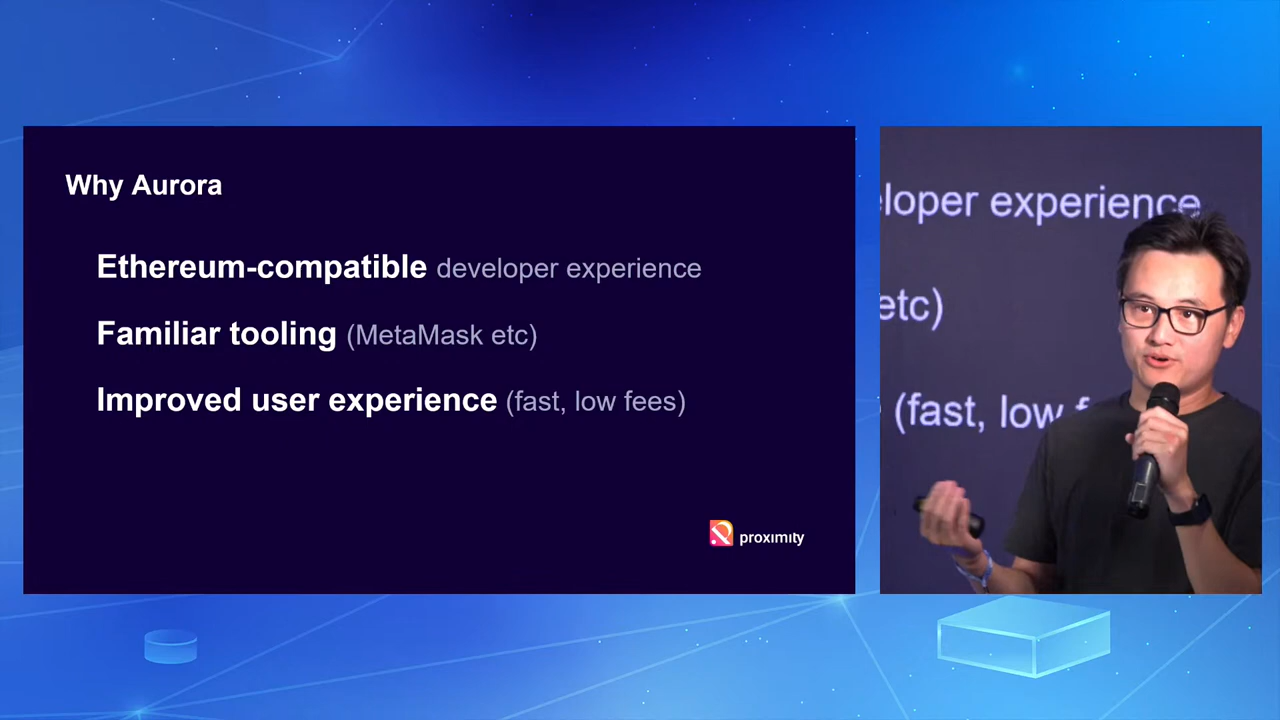 Why Aurora
Ethereum-compatible developer experience
Familiar tooling (MetaMask etc)
Improved user experience (fast, low fees)
proximity
eloper experience
etc)
(fast, low f